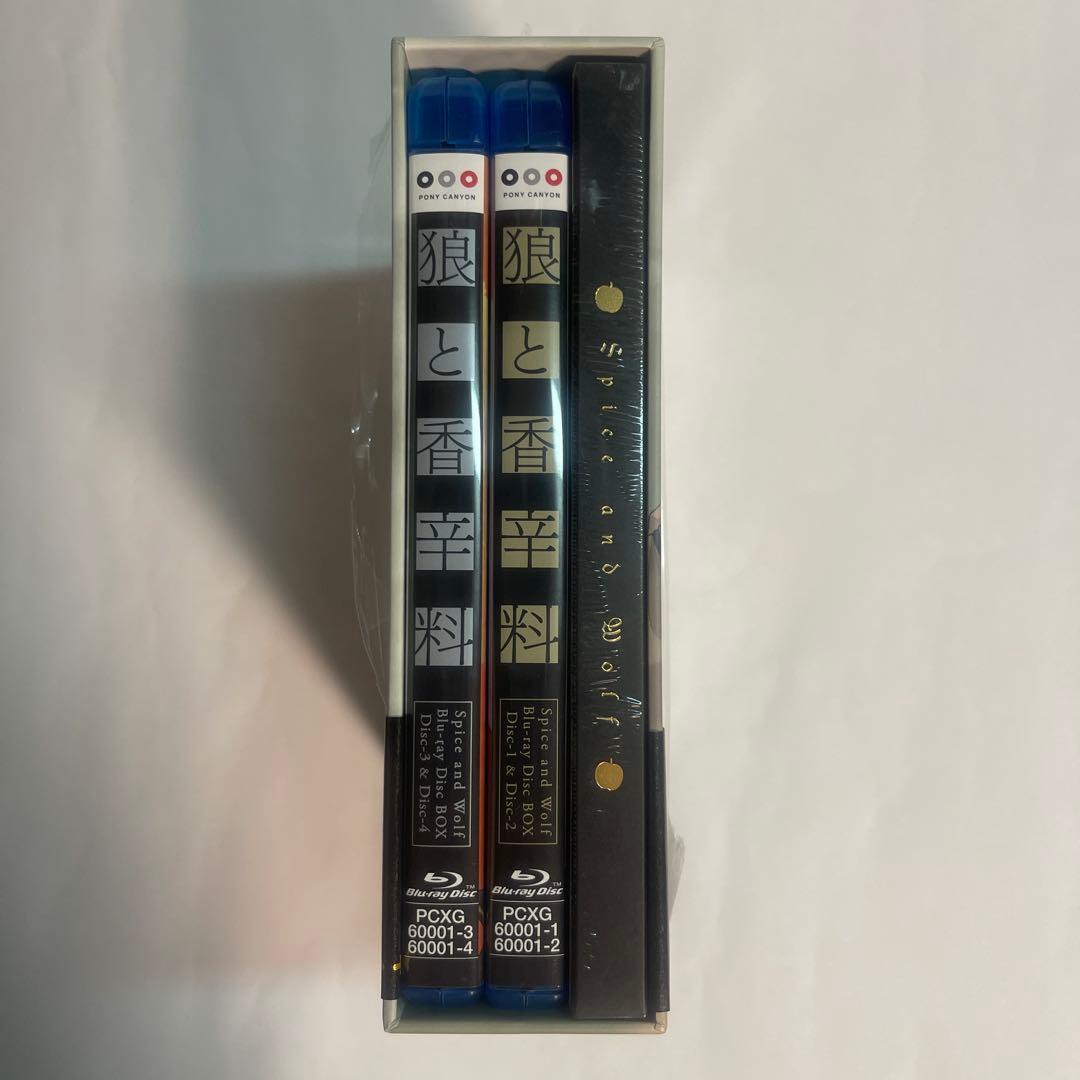 PONY CANYON
狼と香辛料
Spice and Wolf
Blu-ray Disc BOX
Disc-3 & Disc-4
Blu-ray Disc™
PCXG
60001-3
60001-4
PONY CANYON
狼と香辛料
Spice and Wolf
Blu-ray Disc BOX
Disc-1 & Disc-2
Blu-ray Disc
PCXG
60001-1
60001-2
Spice and Wolf